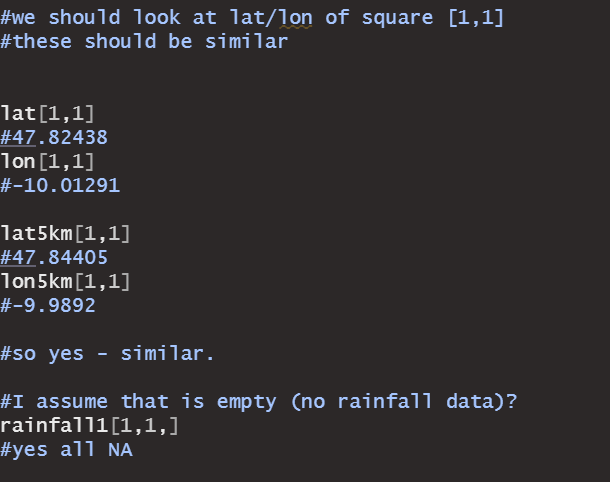 #we should look at lat/lon of square [1,1]
#these should be similar
lat[1,1]
#47.82438
lon[1,1]
#-10.01291
lat5km[1,1]
#47.84405
lon5km[1,1]
#-9.9892
#so yes - similar.
#I assume that is empty (no rainfall data)?
rainfall1[1,1,]
#yes all NA